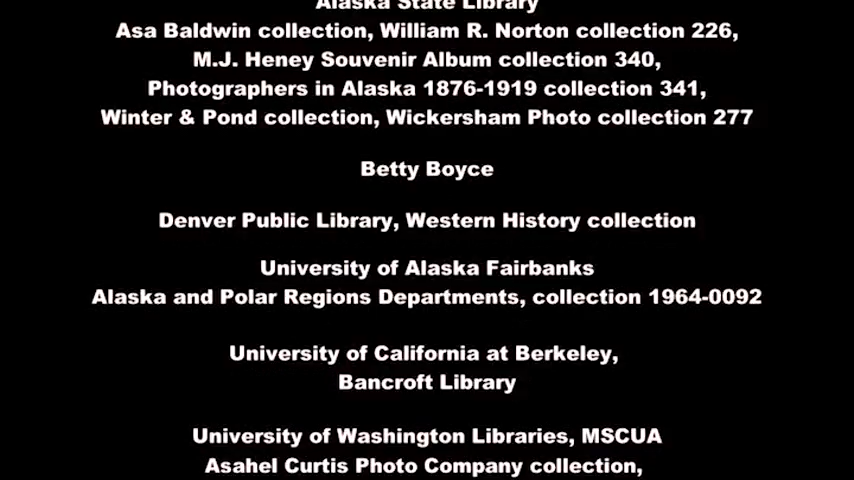 Alaska State Library
Asa Baldwin collection, William R. Norton collection 226,
M.J. Heney Souvenir Album collection 340,
Photographers in Alaska 1876-1919 collection 341,
Winter & Pond collection, Wickersham Photo collection 277
Betty Boyce
Denver Public Library, Western History collection
University of Alaska Fairbanks
Alaska and Polar Regions Departments, collection 1964-0092
University of California at Berkeley,
Bancroft Library
University of Washington Libraries, MSCUA
Asahel Curtis Photo Company collection,